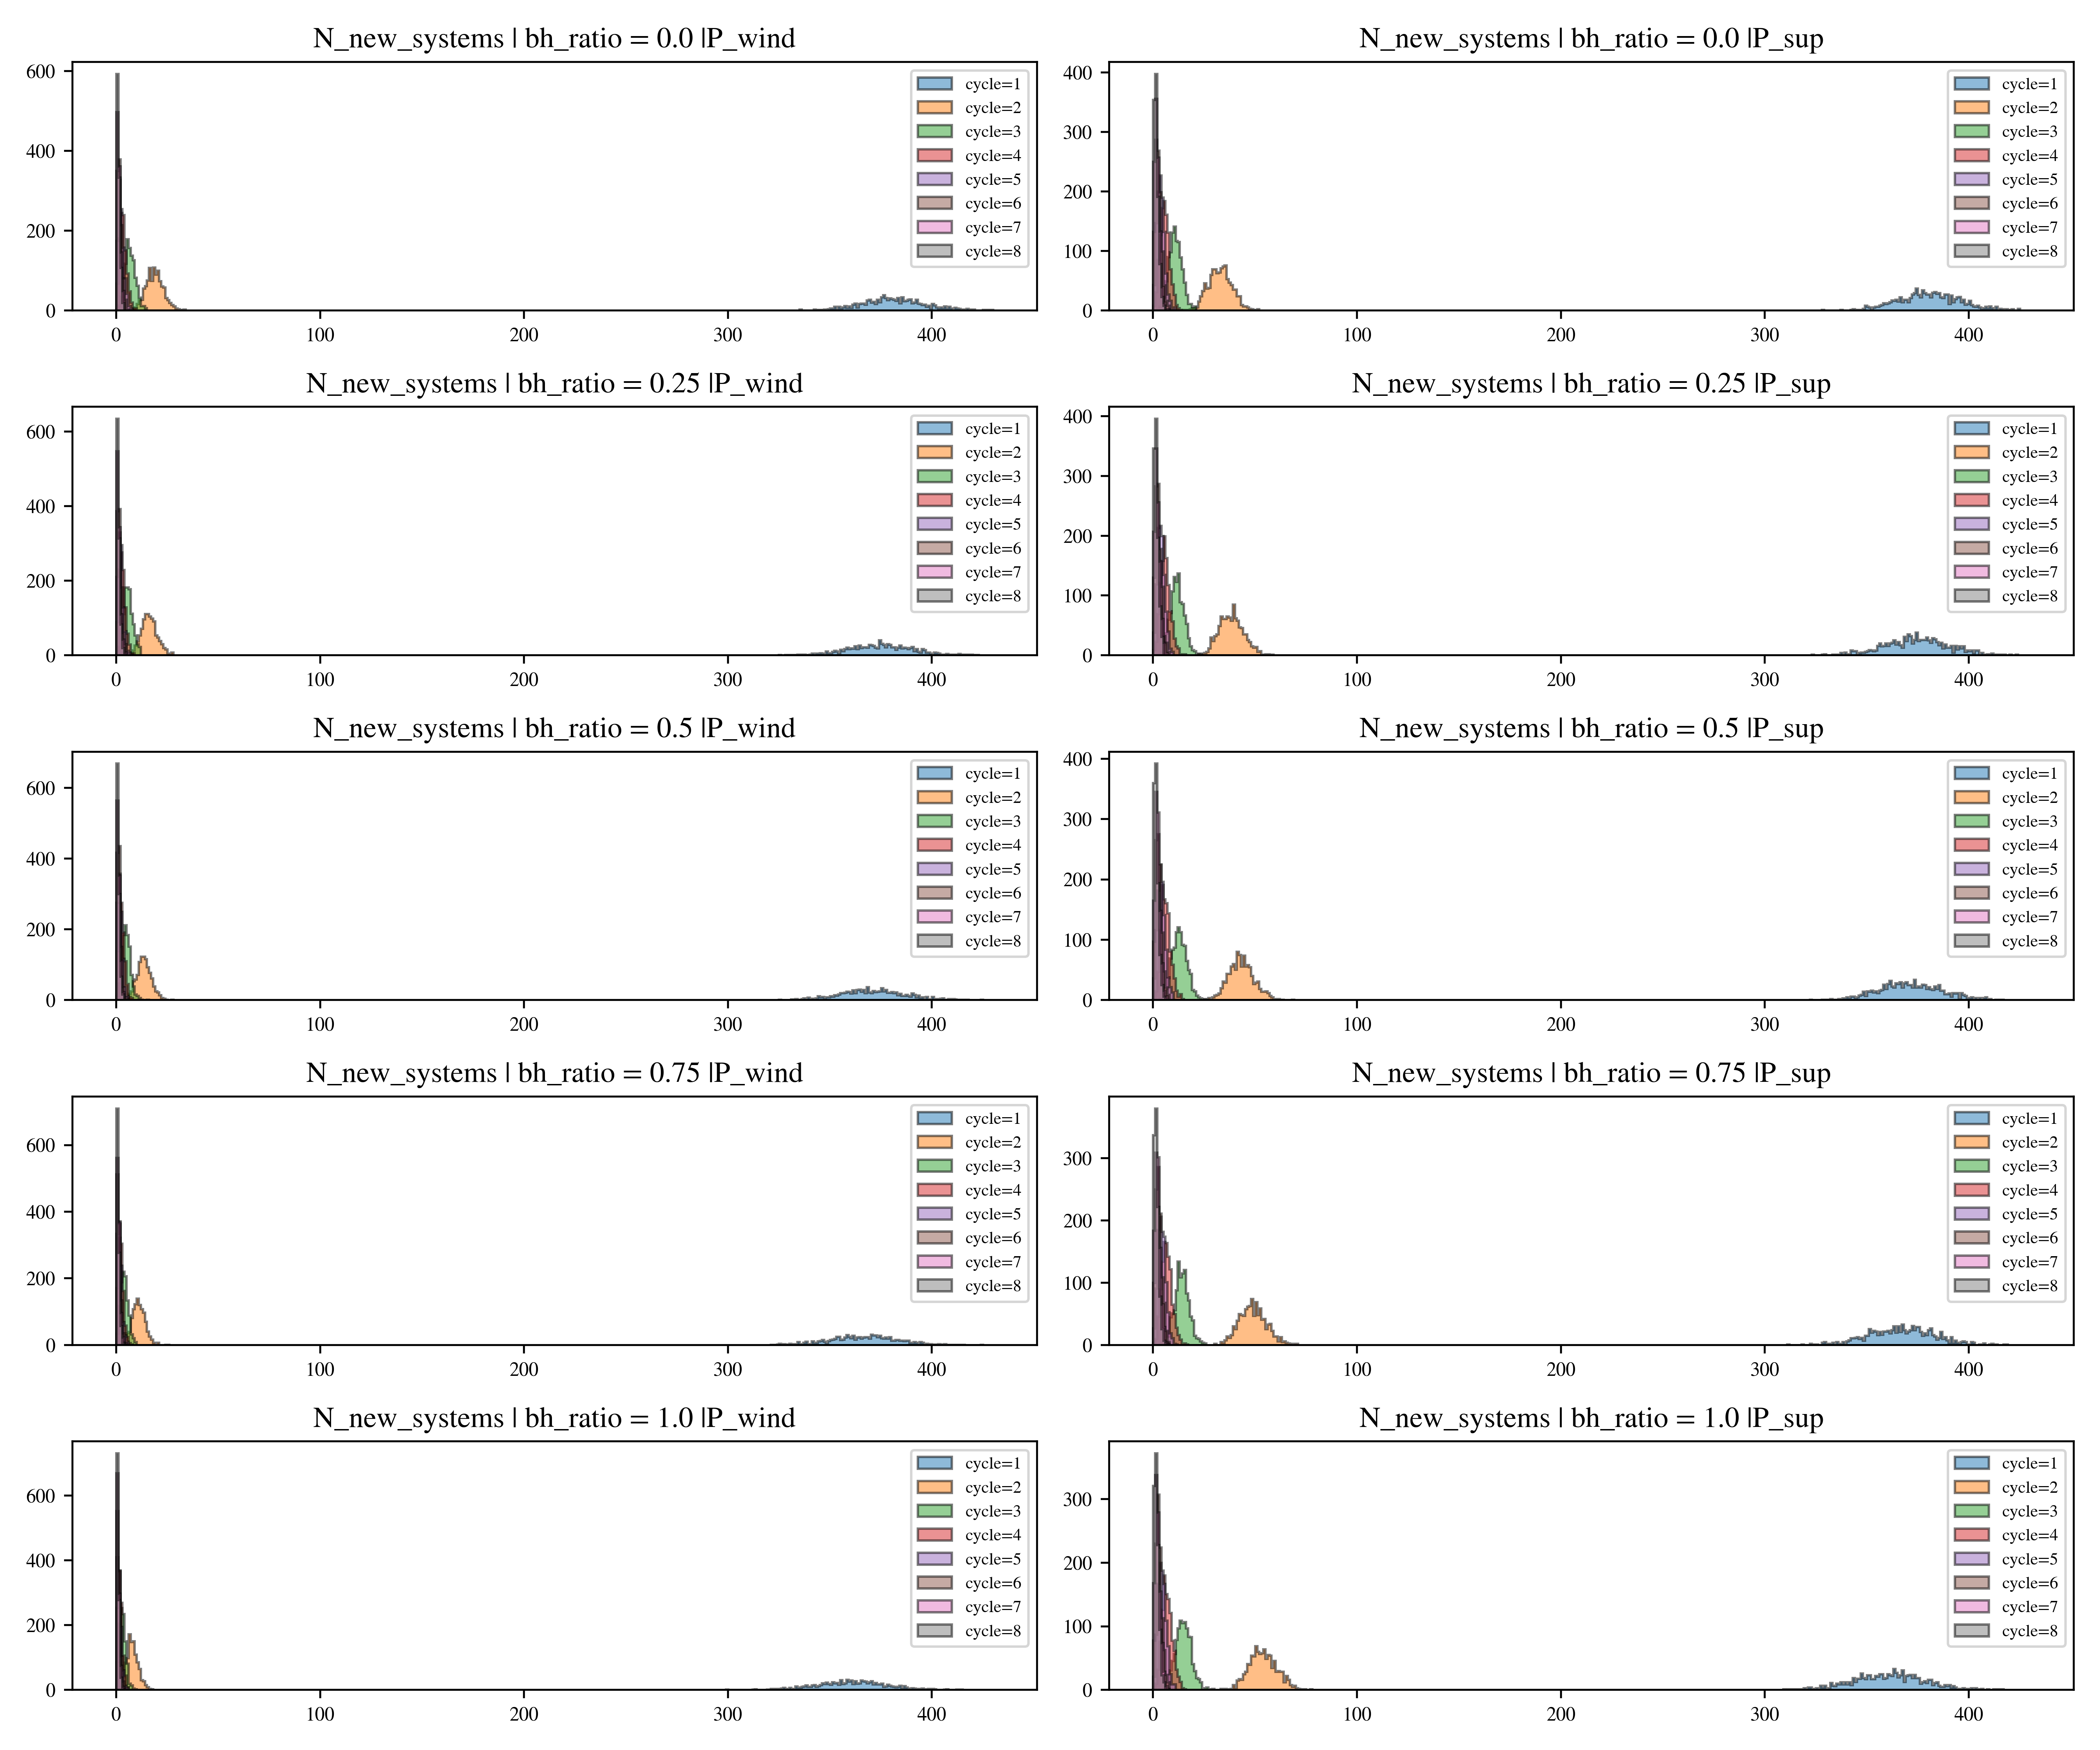 N_new_systems | bh_ratio = 0.0 |P_wind
600
400
200
0
0 100 200 300 400
cycle=1
cycle=2
cycle=3
cycle=4
cycle=5
cycle=6
cycle=7
cycle=8
N_new_systems | bh_ratio = 0.0 |P_sup
400
300
200
100
0
0 100 200 300 400
cycle=1
cycle=2
cycle=3
cycle=4
cycle=5
cycle=6
cycle=7
cycle=8
N_new_systems | bh_ratio = 0.25 |P_wind
600
400
200
0
0 100 200 300 400
cycle=1
cycle=2
cycle=3
cycle=4
cycle=5
cycle=6
cycle=7
cycle=8
N_new_systems | bh_ratio = 0.25 |P_sup
400
300
200
100
0
0 100 200 300 400
cycle=1
cycle=2
cycle=3
cycle=4
cycle=5
cycle=6
cycle=7
cycle=8
N_new_systems | bh_ratio = 0.5 |P_wind
600
400
200
0
0 100 200 300 400
cycle=1
cycle=2
cycle=3
cycle=4
cycle=5
cycle=6
cycle=7
cycle=8
N_new_systems | bh_ratio = 0.5 |P_sup
400
300
200
100
0
0 100 200 300 400
cycle=1
cycle=2
cycle=3
cycle=4
cycle=5
cycle=6
cycle=7
cycle=8
N_new_systems | bh_ratio = 0.75 |P_wind
600
400
200
0
0 100 200 300 400
cycle=1
cycle=2
cycle=3
cycle=4
cycle=5
cycle=6
cycle=7
cycle=8
N_new_systems | bh_ratio = 0.75 |P_sup
300
200
100
0
0 100 200 300 400
cycle=1
cycle=2
cycle=3
cycle=4
cycle=5
cycle=6
cycle=7
cycle=8
N_new_systems | bh_ratio = 1.0 |P_wind
600
400
200
0
0 100 200 300 400
cycle=1
cycle=2
cycle=3
cycle=4
cycle=5
cycle=6
cycle=7
cycle=8
N_new_systems | bh_ratio = 1.0 |P_sup
300
200
100
0
0 100 200 300 400
cycle=1
cycle=2
cycle=3
cycle=4
cycle=5
cycle=6
cycle=7
cycle=8